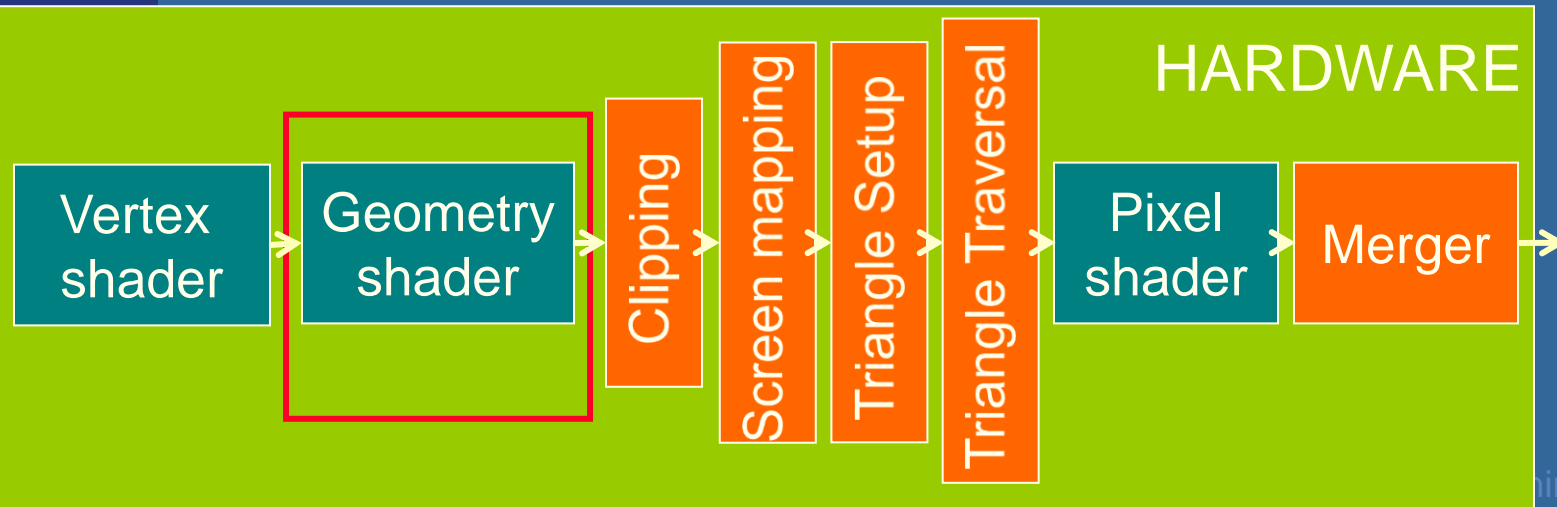 HARDWARE
Vertex
shader
Geometry
shader
Clipping
Screen mapping
Triangle Setup
Triangle Traversal
Pixel
shader
Merger